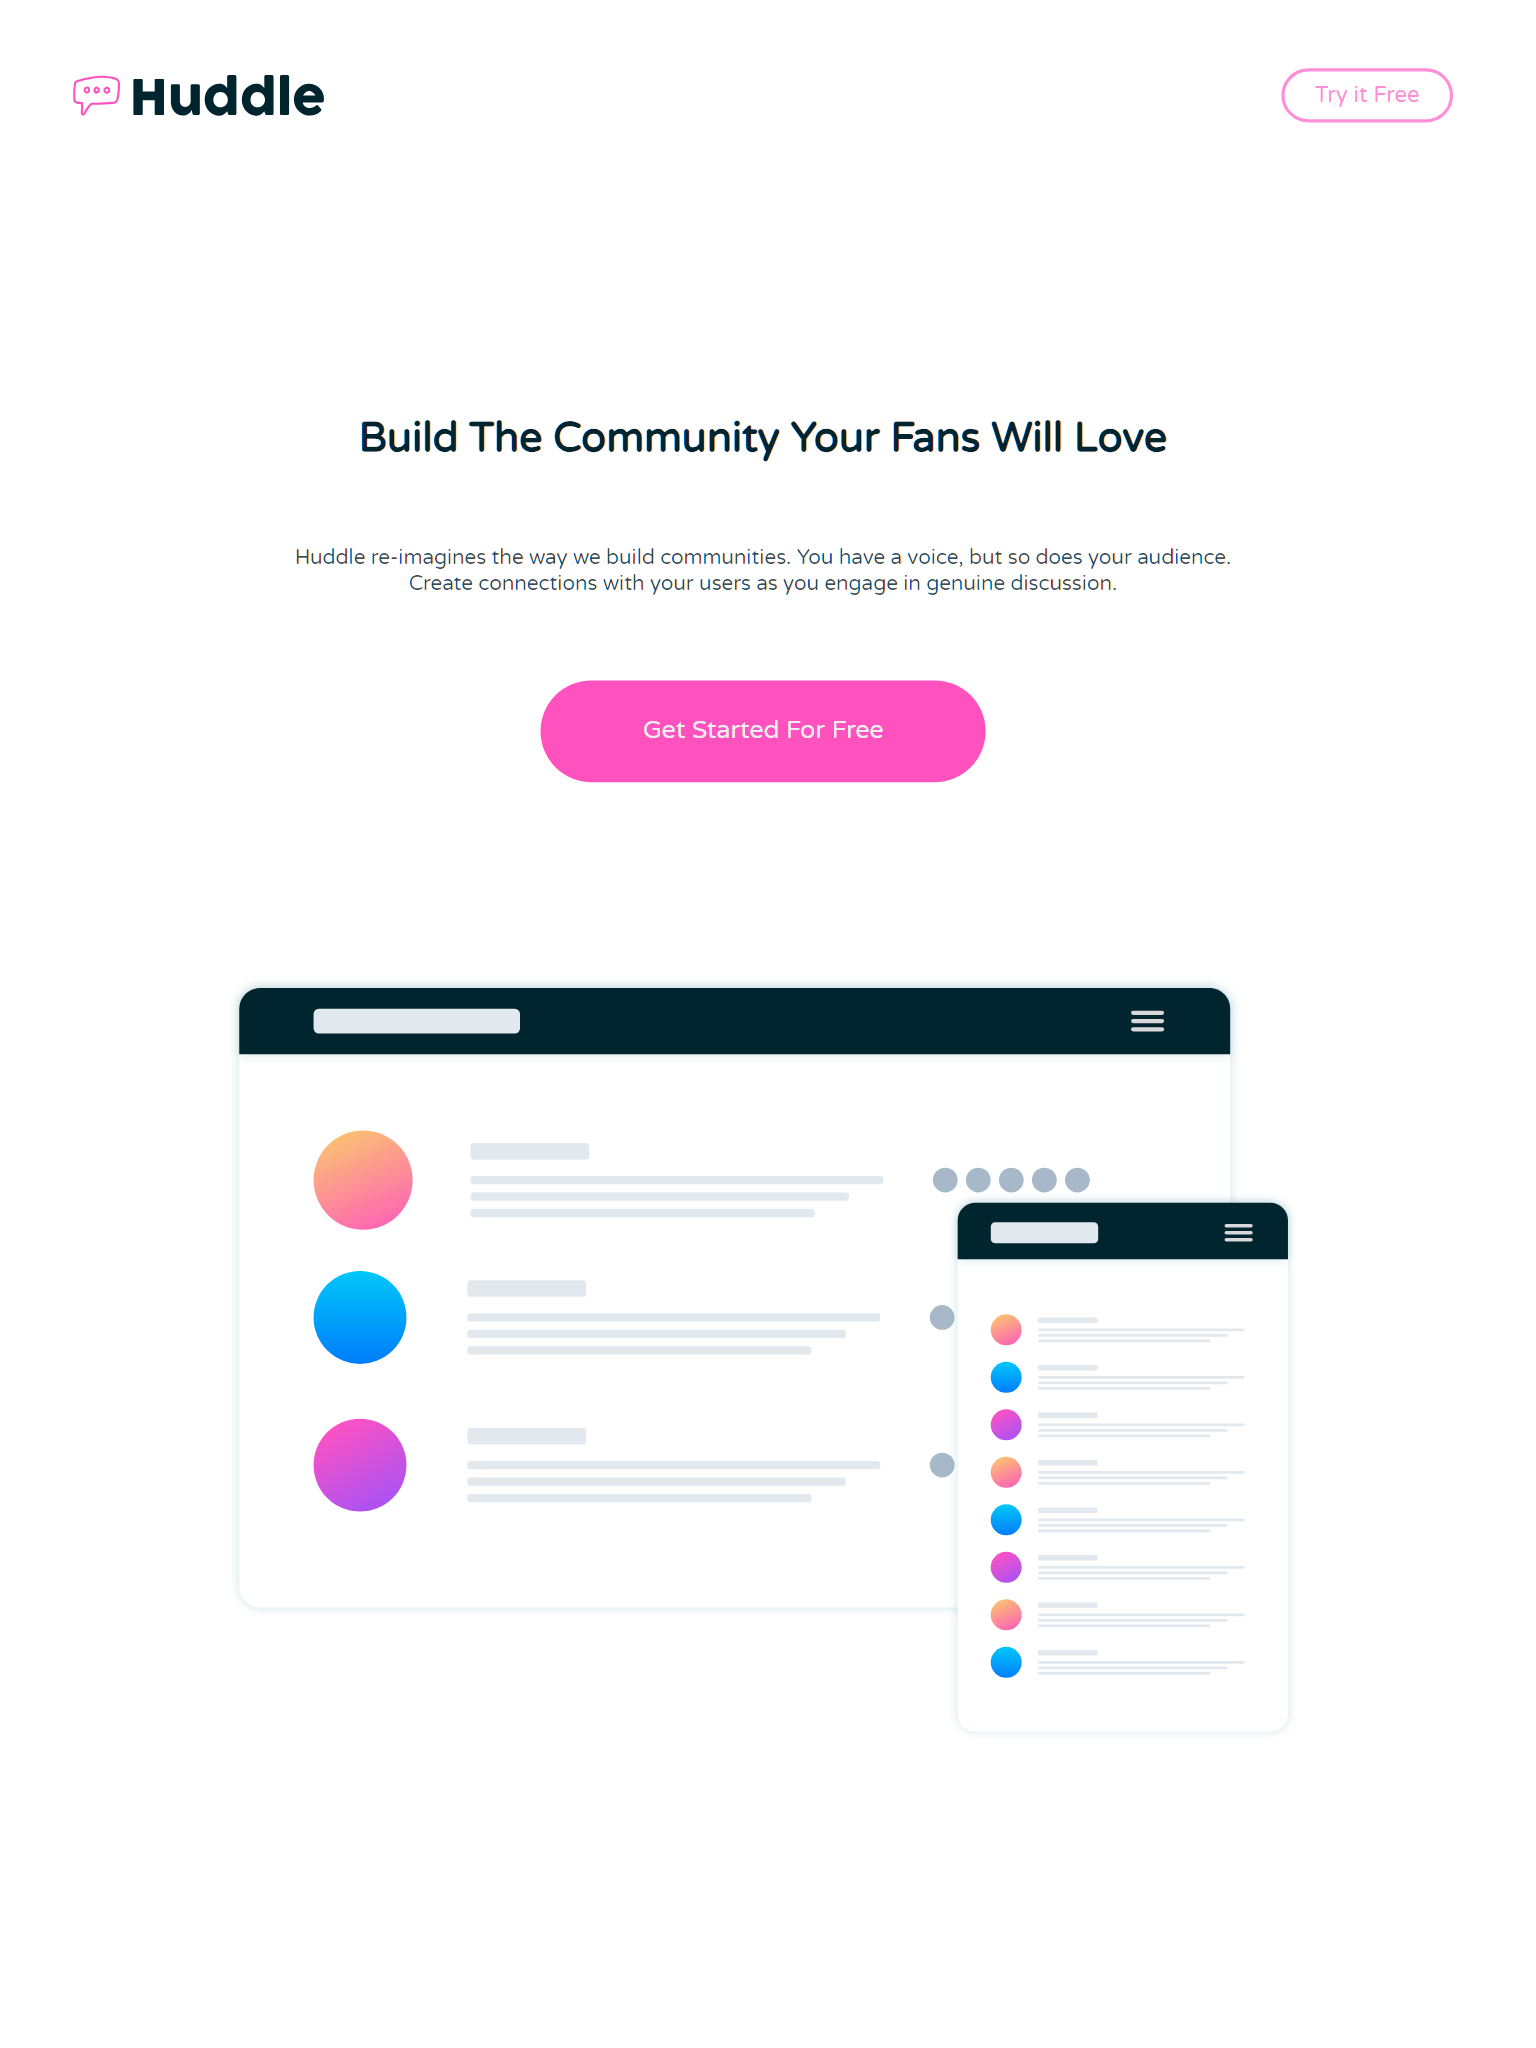 Huddle
Try it Free
Build The Community Your Fans Will Love
Huddle re-imagines the way we build communities. You have a voice, but so does your audience.
Create connections with your users as you engage in genuine discussion.
Get Started For Free